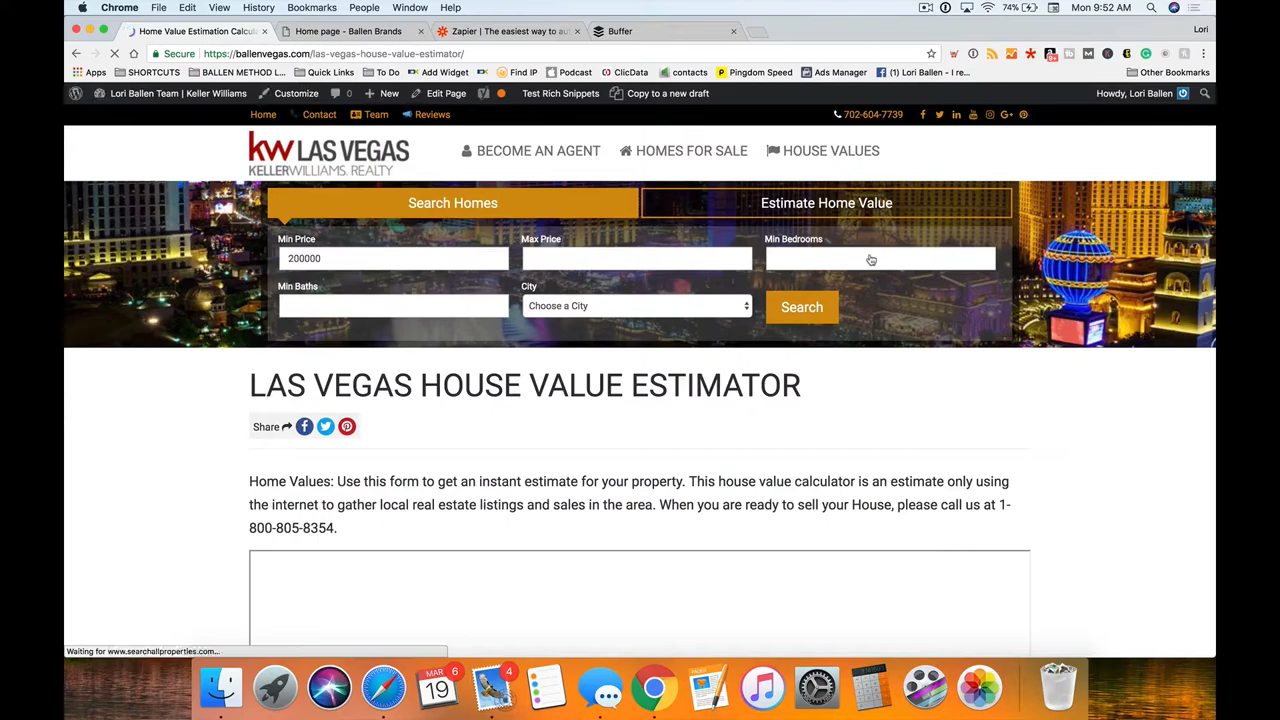 Chrome File Edit View History Bookmarks People Window Help 74% Mon 9:52 AM
Home Value Estimation Calcula Home page - Ballen Brands Zapier | The easiest way to au Buffer Lori
Secure https://ballenvegas.com/las-vegas-house-value-estimator/
Apps SHORTCUTS BALLEN METHOD L... Quick Links To Do Add Widget Find IP Podcast ClicData contacts Pingdom Speed Ads Manager (1) Lori Ballen - I re... Other Bookmarks
Lori Ballen Team | Keller Williams Customize 0 New Edit Page Test Rich Snippets Copy to a new draft Howdy, Lori Ballen
Home Contact Team Reviews 702-604-7739
kw LAS VEGAS
KELLERWILLIAMS. REALTY
BECOME AN AGENT HOMES FOR SALE HOUSE VALUES
Search Homes Estimate Home Value
Min Price Max Price Min Bedrooms
200000
Min Baths City
Choose a City Search
LAS VEGAS HOUSE VALUE ESTIMATOR
Share
Home Values: Use this form to get an instant estimate for your property. This house value calculator is an estimate only using
the internet to gather local real estate listings and sales in the area. When you are ready to sell your House, please call us at 1-
800-805-8354.
Waiting for www.searchallproperties.com...
MAR 6 4
19